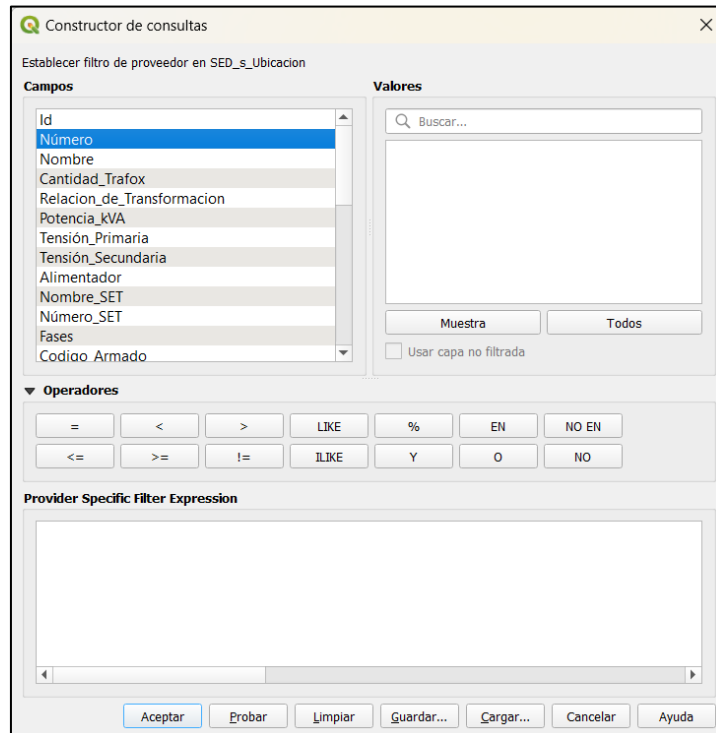 Constructor de consultas
Establecer filtro de proveedor en SED_s_Ubicacion
Campos
Valores
Id
Número
Nombre
Cantidad_Trafox
Relacion_de_Transformacion
Potencia_kVA
Tensión_Primaria
Tensión_Secundaria
Alimentador
Nombre_SET
Número_SET
Fases
Codigo_Armado
Buscar...
Muestra Todos
Usar capa no filtrada
Operadores
= < > LIKE % EN NO EN
<= >= != ILIKE Y O NO
Provider Specific Filter Expression
Aceptar Probar Limpiar Guardar... Cargar... Cancelar Ayuda